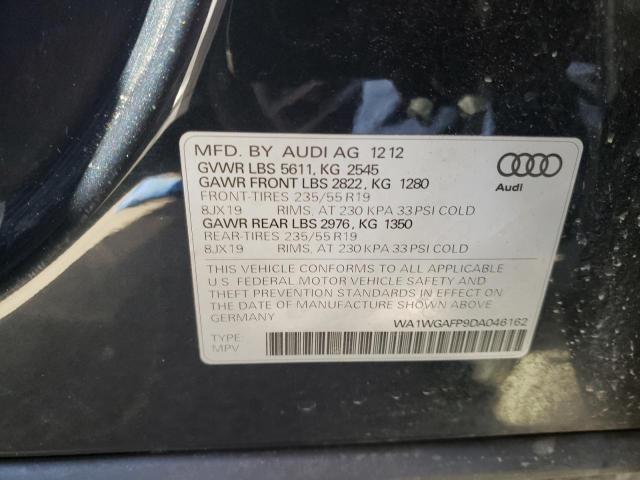 MFD. BY AUDI AG 12 12
GVWR LBS 5611, KG 2545
GAWR FRONT LBS 2822, KG 1280
FRONT-TIRES 235/55 R19
8JX19 RIMS, AT 230 KPA 33 PSI COLD
GAWR REAR LBS 2976, KG 1350
REAR-TIRES 235/55 R19
8JX19 RIMS, AT 230 KPA 33 PSI COLD
THIS VEHICLE CONFORMS TO ALL APPLICABLE
U.S. FEDERAL MOTOR VEHICLE SAFETY AND
THEFT PREVENTION STANDARDS IN EFFECT ON
THE DATE OF MANUFACTURE SHOWN ABOVE.
GERMANY
WA1WGAFP9DA046162
TYPE:
MPV
Audi